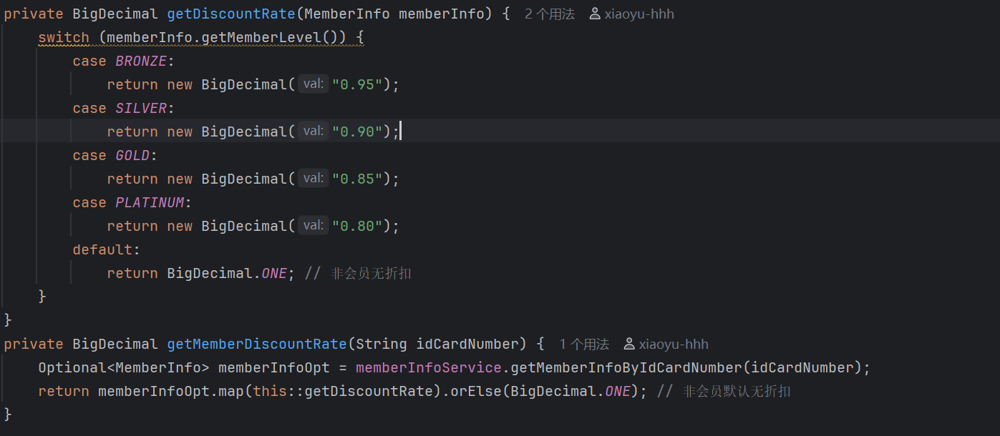 private BigDecimal getDiscountRate(MemberInfo memberInfo) { 2 个用法 xiaoyu-hhh
switch (memberInfo.getMemberLevel()) {
case BRONZE:
return new BigDecimal( val: "0.95");
case SILVER:
return new BigDecimal( val: "0.90");
case GOLD:
return new BigDecimal( val: "0.85");
case PLATINUM:
return new BigDecimal( val: "0.80");
default:
return BigDecimal.ONE; // 非会员无折扣
}
}
private BigDecimal getMemberDiscountRate(String idCardNumber) { 1 个用法 xiaoyu-hhh
Optional<MemberInfo> memberInfoOpt = memberInfoService.getMemberInfoByIdCardNumber(idCardNumber);
return memberInfoOpt.map(this::getDiscountRate).orElse(BigDecimal.ONE); // 非会员默认无折扣
}